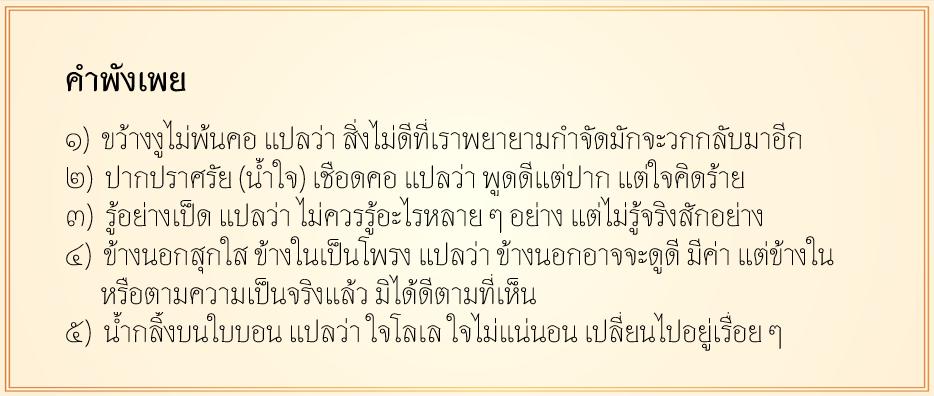 คำพังเพย
๑) ขว้างงูไม่พ้นคอ แปลว่า สิ่งไม่ดีที่เราพยายามกำจัดมักจะวกกลับมาอีก
๒) ปากปราศรัย (น้ำใจ) เชือดคอ แปลว่า พูดดีแต่ปาก แต่ใจคิดร้าย
๓) รู้อย่างเป็ด แปลว่า ไม่ควรรู้อะไรหลาย ๆ อย่าง แต่ไม่รู้จริงสักอย่าง
๔) ข้างนอกสุกใส ข้างในเป็นโพรง แปลว่า ข้างนอกอาจจะดูดี มีค่า แต่ข้างใน
หรือตามความเป็นจริงแล้ว มิได้ดีตามที่เห็น
๕) น้ำกลิ้งบนใบบอน แปลว่า ใจโลเล ใจไม่แน่นอน เปลี่ยนไปอยู่เรื่อย ๆ